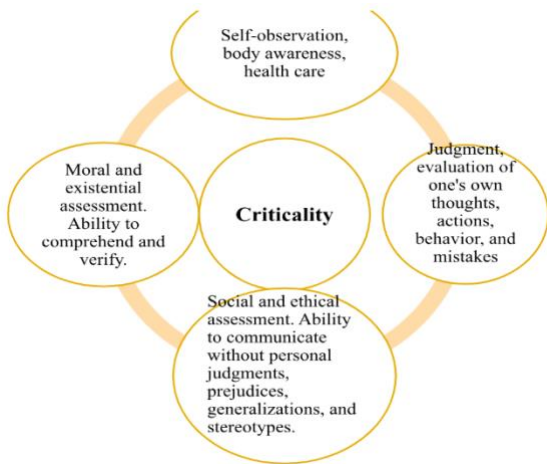 Self-observation,
body awareness,
health care
Moral and
existential
assessment.
Ability to
comprehend and
verify.
Criticality
Judgment,
evaluation of
one's own
thoughts,
actions,
behavior, and
mistakes
Social and ethical
assessment. Ability
to communicate
without personal
judgments,
prejudices,
generalizations, and
stereotypes.